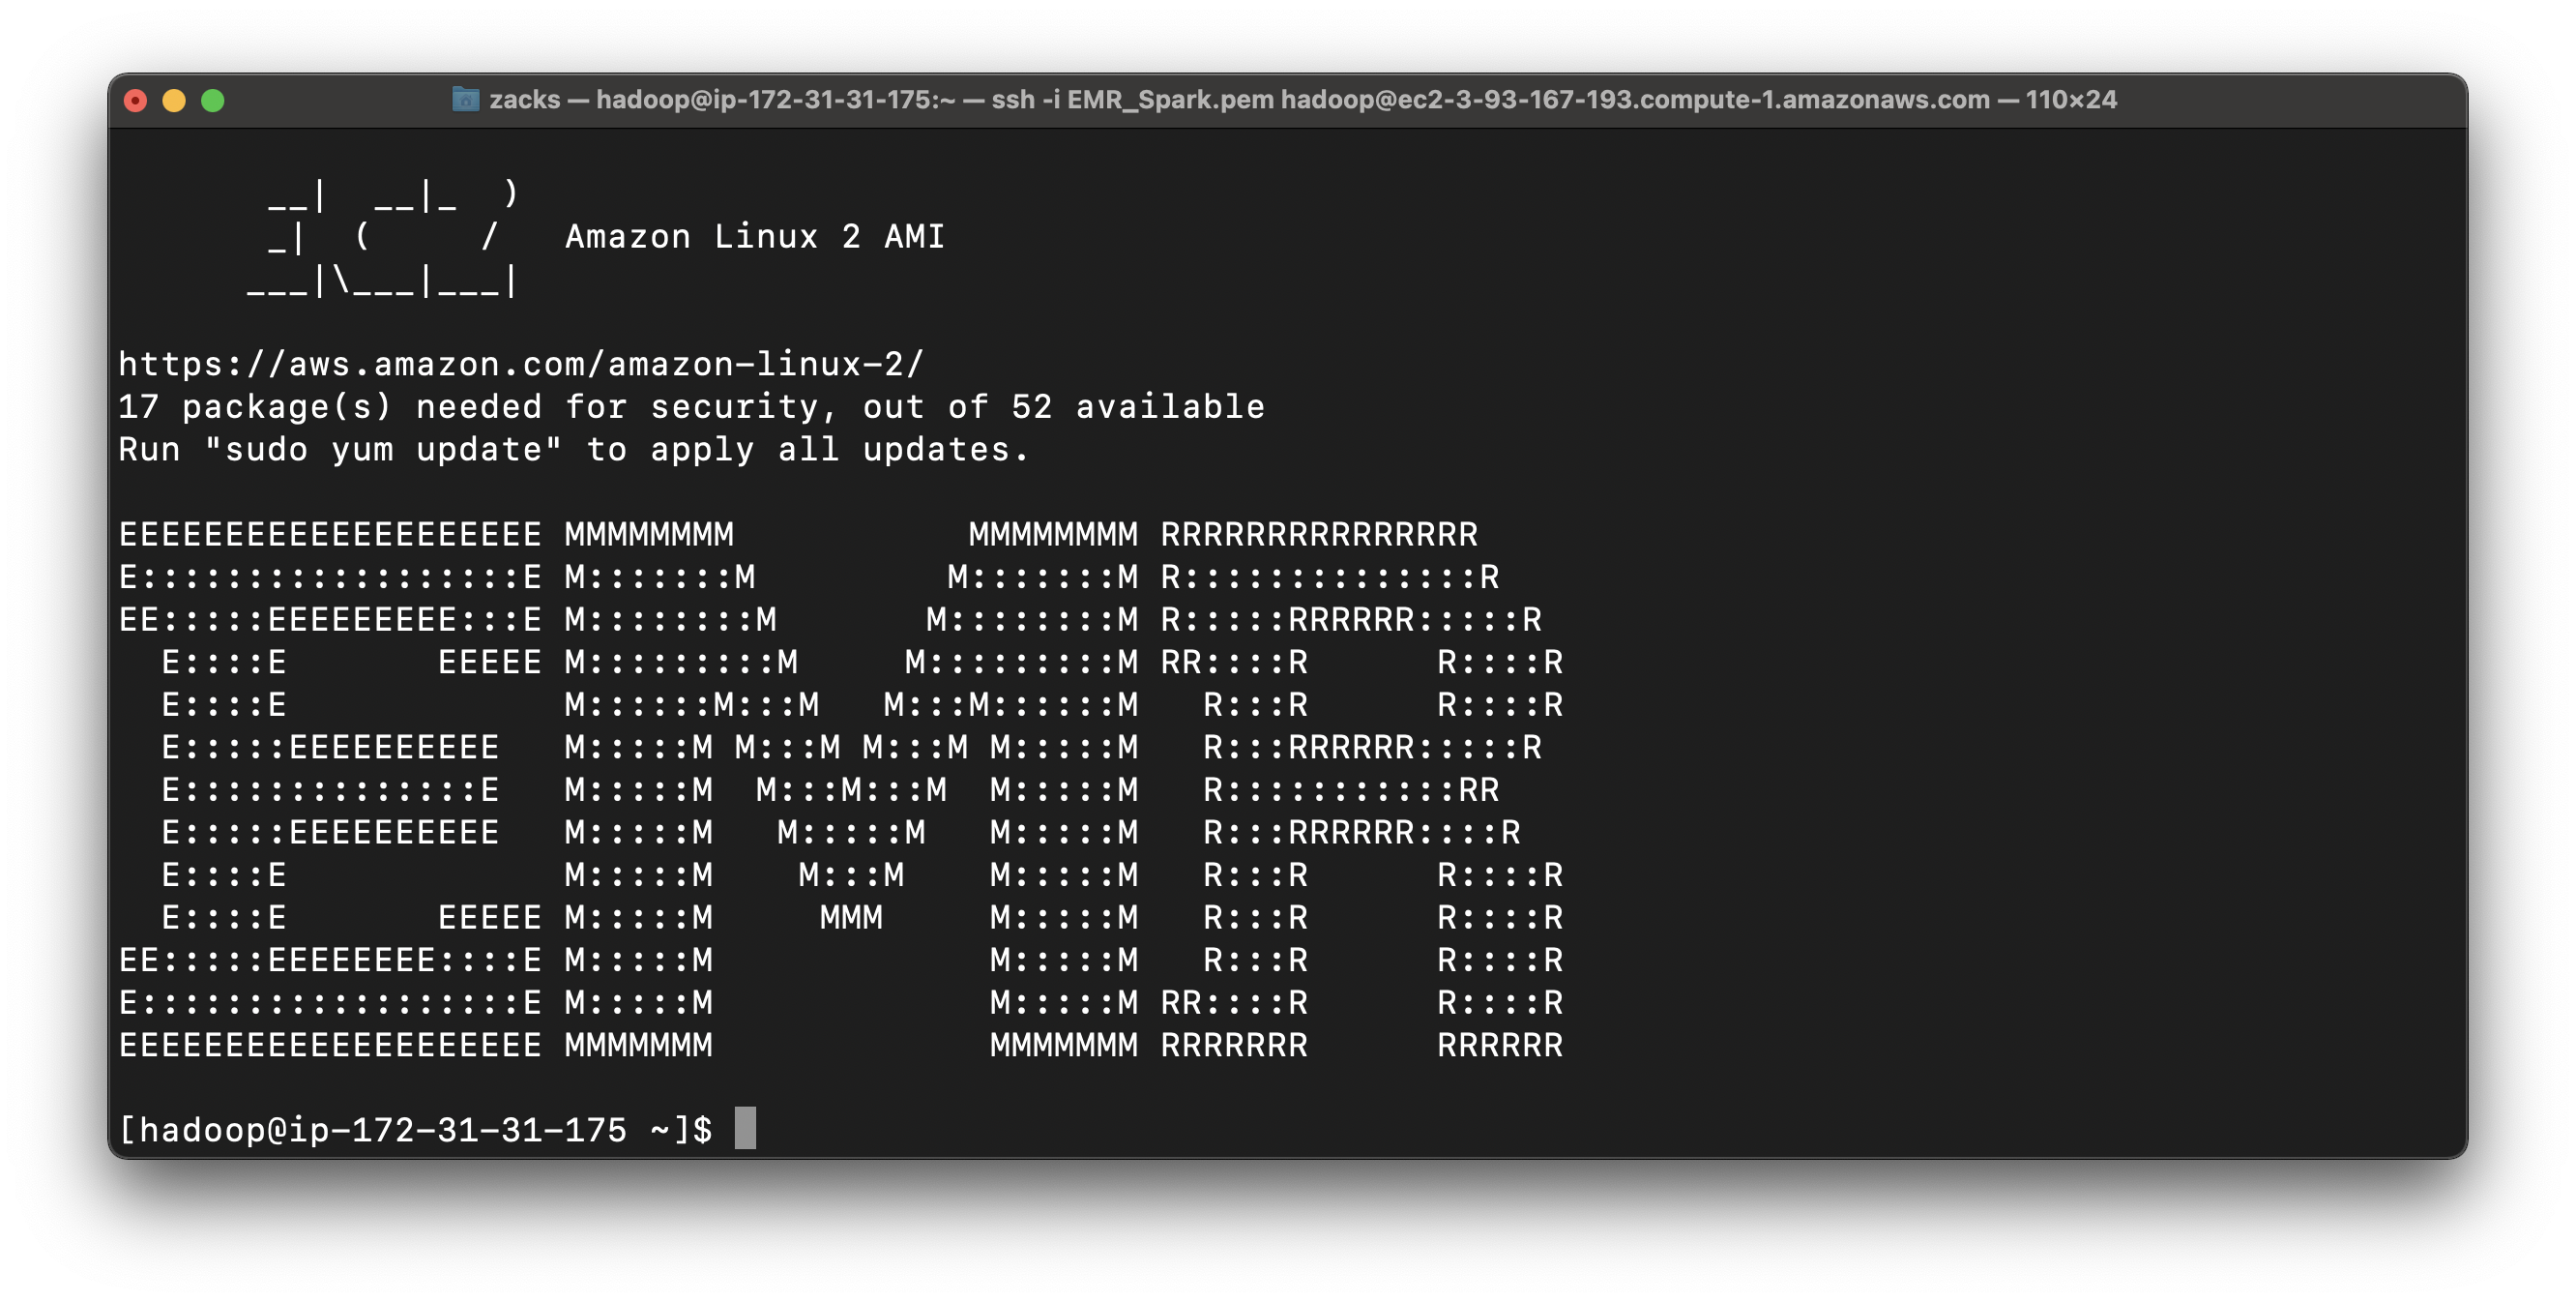 zacks — hadoop@ip-172-31-31-175:~ — ssh -i EMR_Spark.pem hadoop@ec2-3-93-167-193.compute-1.amazonaws.com — 110×24
       __|  __|_  )
       _|  (     /   Amazon Linux 2 AMI
      ___|\___|___|
https://aws.amazon.com/amazon-linux-2/
17 package(s) needed for security, out of 52 available
Run "sudo yum update" to apply all updates.
EEEEEEEEEEEEEEEEEEEE MMMMMMMM           MMMMMMMM RRRRRRRRRRRRRRR
E::::::::::::::::::E M:::::::M         M:::::::M R::::::::::::::R
EE:::::EEEEEEEEE:::E M::::::::M       M::::::::M R:::::RRRRRR:::::R
  E::::E       EEEEE M:::::::::M     M:::::::::M RR::::R      R::::R
  E::::E             M::::::M:::M   M:::M::::::M   R:::R      R::::R
  E:::::EEEEEEEEEE   M:::::M M:::M M:::M M:::::M   R:::RRRRRR:::::R
  E::::::::::::::E   M:::::M  M:::M:::M  M:::::M   R:::::::::::RR
  E:::::EEEEEEEEEE   M:::::M   M:::::M   M:::::M   R:::RRRRRR::::R
  E::::E             M:::::M    M:::M    M:::::M   R:::R      R::::R
  E::::E       EEEEE M:::::M     MMM     M:::::M   R:::R      R::::R
EE:::::EEEEEEEE::::E M:::::M             M:::::M   R:::R      R::::R
E::::::::::::::::::E M:::::M             M:::::M RR::::R      R::::R
EEEEEEEEEEEEEEEEEEEE MMMMMMM             MMMMMMM RRRRRRR      RRRRRR
[hadoop@ip-172-31-31-175 ~]$